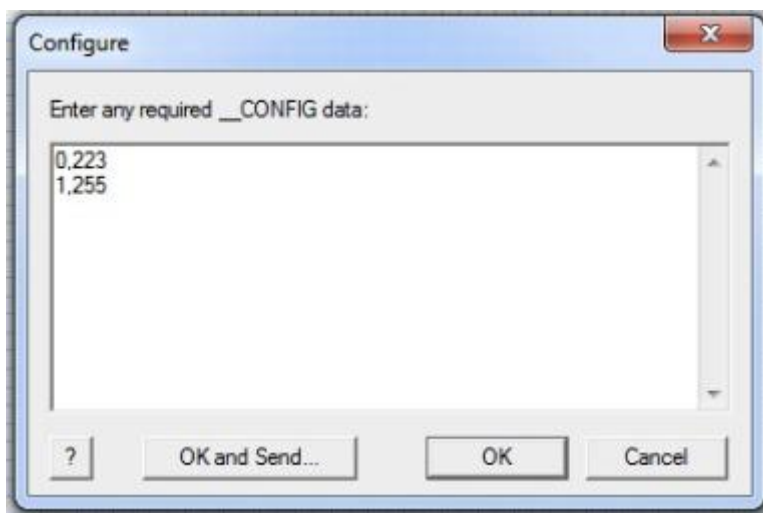 Configure
Enter any required __CONFIG data:
0,223
1,255
?
OK and Send...
OK
Cancel